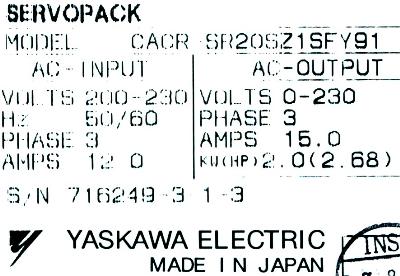 SERVOPACK
MODEL CACR-SR20SZ1SFY91
AC-INPUT AC-OUTPUT
VOLTS 200-230 VOLTS 0-230
HZ 50/60 PHASE 3
PHASE 3 AMPS 15.0
AMPS 12.0 KW(HP) 2.0(2.68)
S/N 716249-3 1-3
YASKAWA ELECTRIC INS
MADE IN JAPAN